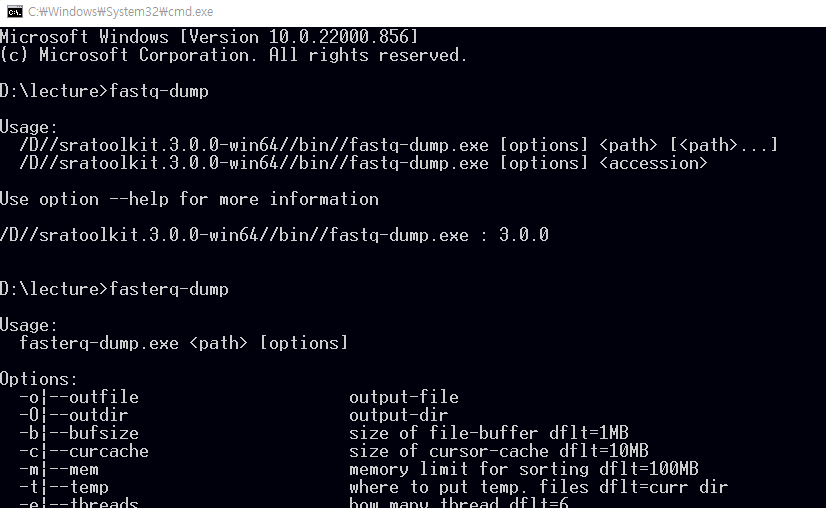 C:₩Windows₩System32₩cmd.exe
Microsoft Windows [Version 10.0.22000.856]
(c) Microsoft Corporation. All rights reserved.
D:\lecture>fastq-dump
Usage:
/D//sratoolkit.3.0.0-win64//bin//fastq-dump.exe [options] <path> [<path>...]
/D//sratoolkit.3.0.0-win64//bin//fastq-dump.exe [options] <accession>
Use option --help for more information
/D//sratoolkit.3.0.0-win64//bin//fastq-dump.exe : 3.0.0
D:\lecture>fasterq-dump
Usage:
fasterq-dump.exe <path> [options]
Options:
-o|--outfile output-file
-O|--outdir output-dir
-b|--bufsize size of file-buffer dflt=1MB
-c|--curcache size of cursor-cache dflt=10MB
-m|--mem memory limit for sorting dflt=100MB
-t|--temp where to put temp. files dflt=curr dir
-e|--threads how many thread dflt=6